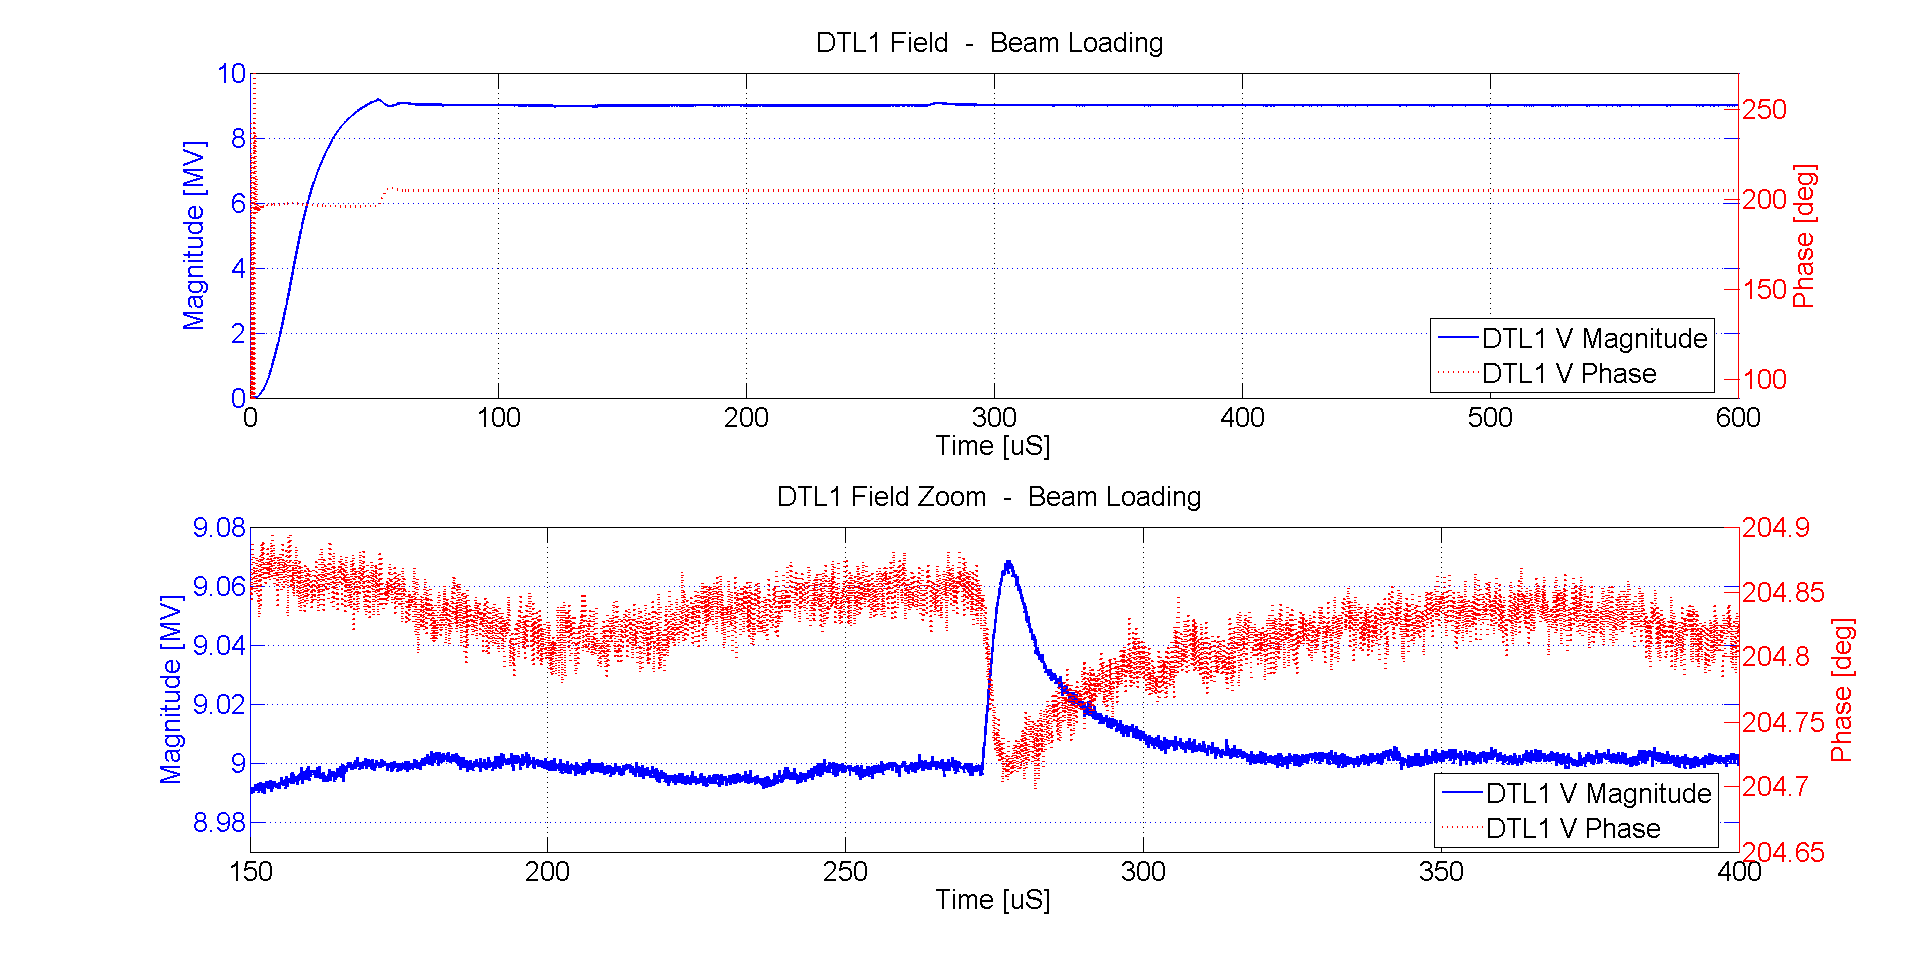 DTL1 Field - Beam Loading
10
8
6
4
2
0
Magnitude [MV]
250
200
150
100
Phase [deg]
DTL1 V Magnitude
DTL1 V Phase
0 100 200 300 400 500 600
Time [uS]
DTL1 Field Zoom - Beam Loading
9.08
9.06
9.04
9.02
9
8.98
Magnitude [MV]
204.9
204.85
204.8
204.75
204.7
204.65
Phase [deg]
DTL1 V Magnitude
DTL1 V Phase
150 200 250 300 350 400
Time [uS]